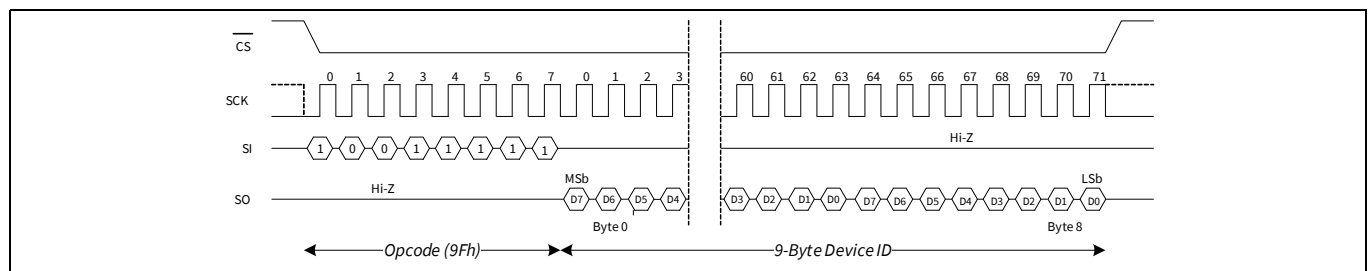 CS
0 1 2 3 4 5 6 7 0 1 2 3 60 61 62 63 64 65 66 67 68 69 70 71
SCK
Hi-Z
SI 1 0 0 1 1 1 1 1
MSb LSb
Hi-Z
SO D7 D6 D5 D4 D3 D2 D1 D0 D7 D6 D5 D4 D3 D2 D1 D0
Byte 0 Byte 8
Opcode (9Fh) 9-Byte Device ID